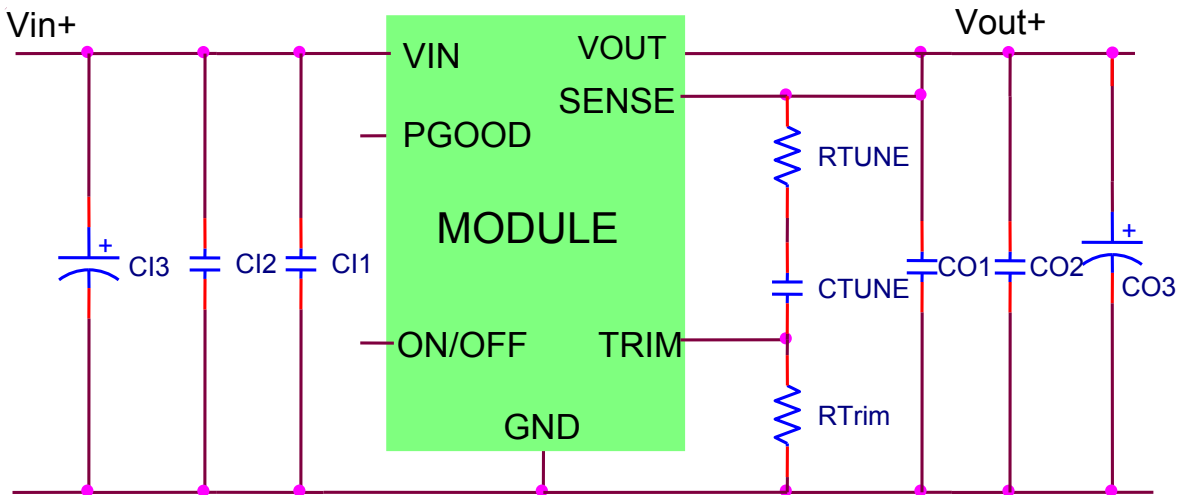 Vin+
Vout+
VIN
VOUT
SENSE
PGOOD
RTUNE
MODULE
+
CI3
CI2
CI1
CTUNE
CO1
CO2
+
CO3
ON/OFF
TRIM
RTrim
GND